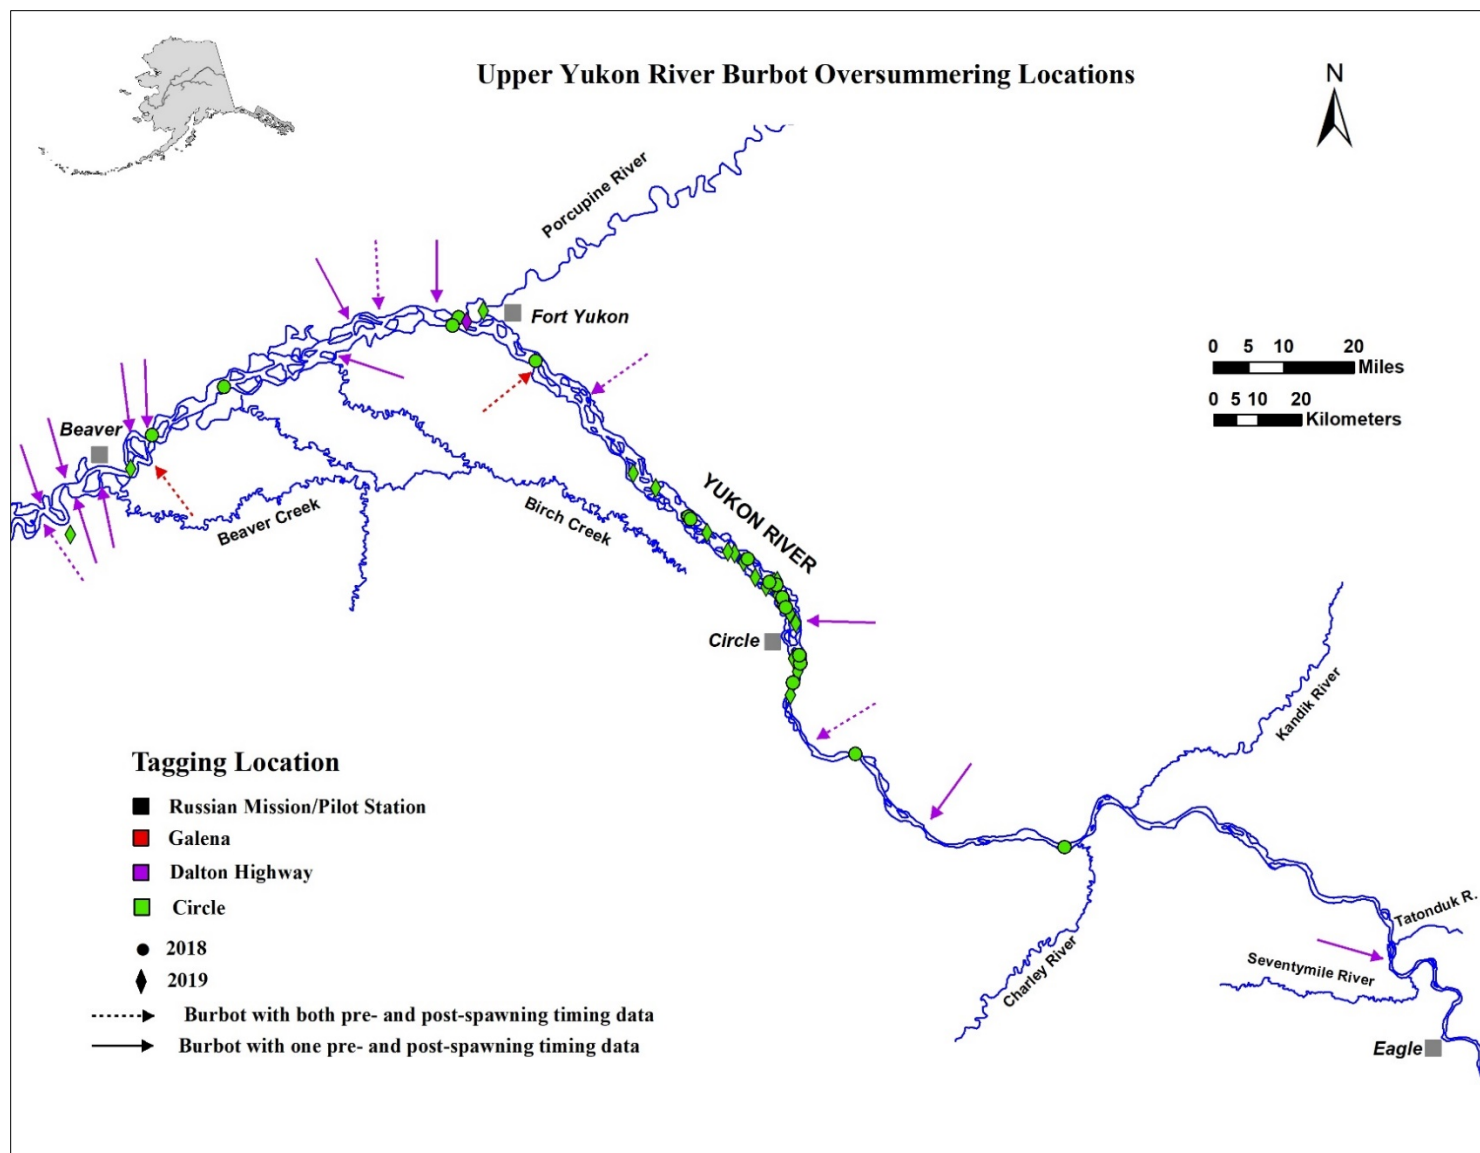 Upper Yukon River Burbot Oversummering Locations
N
Porcupine River
Fort Yukon
0 5 10 20
Miles
0 5 10 20
Kilometers
Beaver
Beaver Creek
Birch Creek
YUKON RIVER
Circle
Kandik River
Tagging Location
Russian Mission/Pilot Station
Galena
Dalton Highway
Circle
2018
2019
Burbot with both pre- and post-spawning timing data
Burbot with one pre- and post-spawning timing data
Charley River
Tatonduk R.
Seventymile River
Eagle